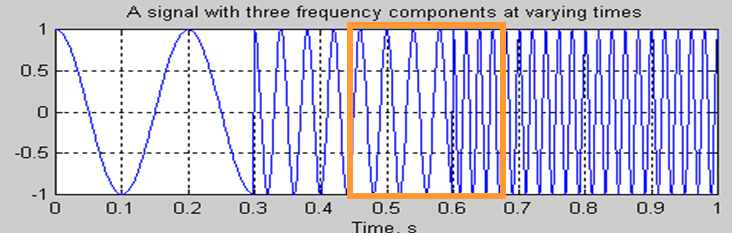 A signal with three frequency components at varying times
1
0.5
0
-0.5
-1
0 0.1 0.2 0.3 0.4 0.5 0.6 0.7 0.8 0.9 1
Time, s